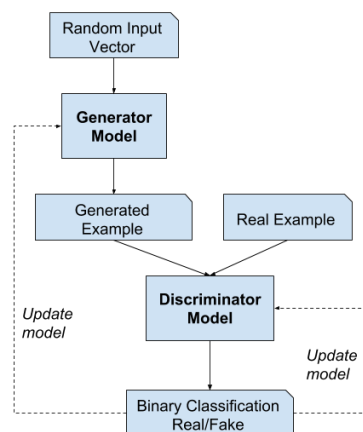 Random Input
Vector
Generator
Model
Generated
Example
Real Example
Discriminator
Model
Update
model
Update
model
Binary Classification
Real/Fake